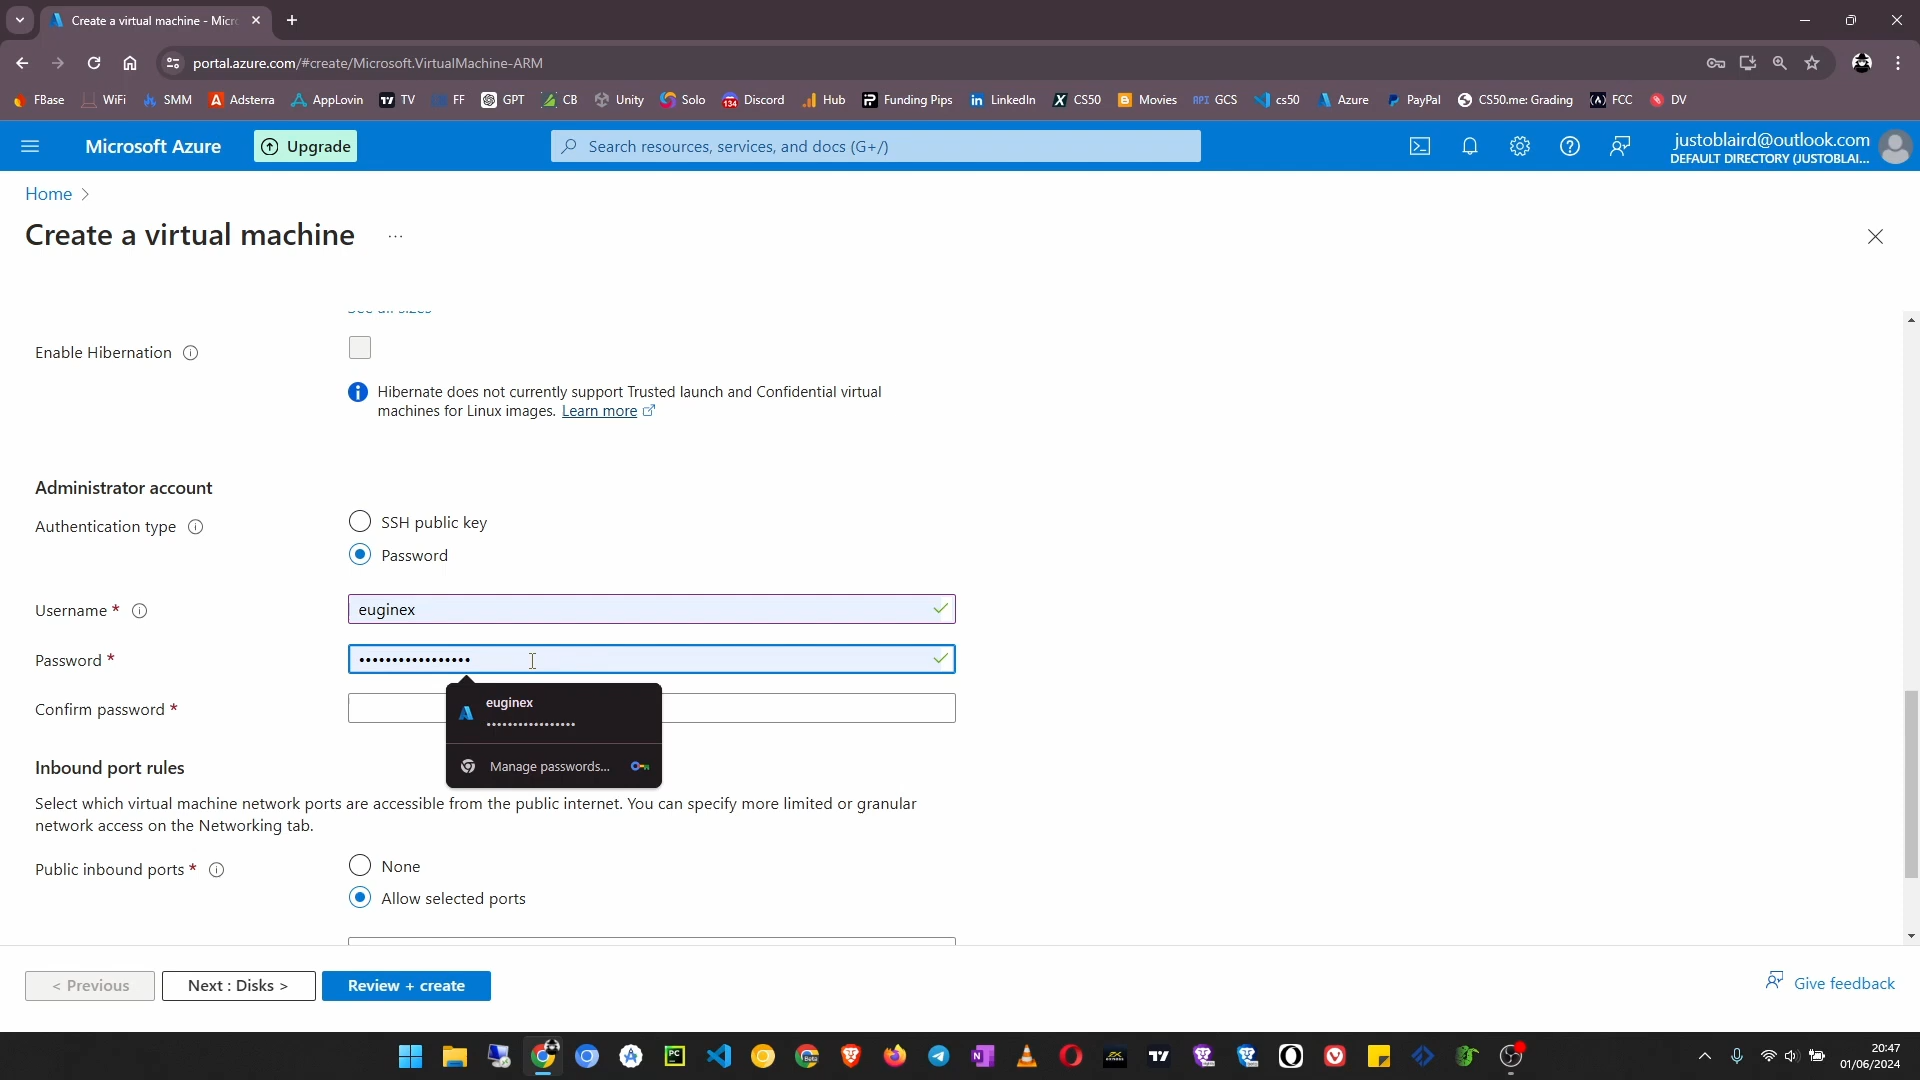 Create a virtual machine - Micr
portal.azure.com/#create/Microsoft.VirtualMachine-ARM
FBase
WiFi
SMM
Adsterra
AppLovin
TV
FF
GPT
CB
Unity
Solo
134
Discord
Hub
Funding Pips
LinkedIn
CS50
Movies
API GCS
cs50
Azure
PayPal
CS50.me: Grading
FCC
DV
Microsoft Azure
Upgrade
Search resources, services, and docs (G+/)
justoblaird@outlook.com
DEFAULT DIRECTORY (JUSTOBLAI...
Home >
Create a virtual machine ...
See all sizes
Enable Hibernation
Hibernate does not currently support Trusted launch and Confidential virtual
machines for Linux images. Learn more
Administrator account
Authentication type
SSH public key
Password
Username *
euginex
Password *
•••••••••••••••••
euginex
•••••••••••••••••
Confirm password *
Manage passwords...
Inbound port rules
Select which virtual machine network ports are accessible from the public internet. You can specify more limited or granular
network access on the Networking tab.
Public inbound ports *
None
Allow selected ports
< Previous
Next : Disks >
Review + create
Give feedback
PC
Beta
20:47
01/06/2024